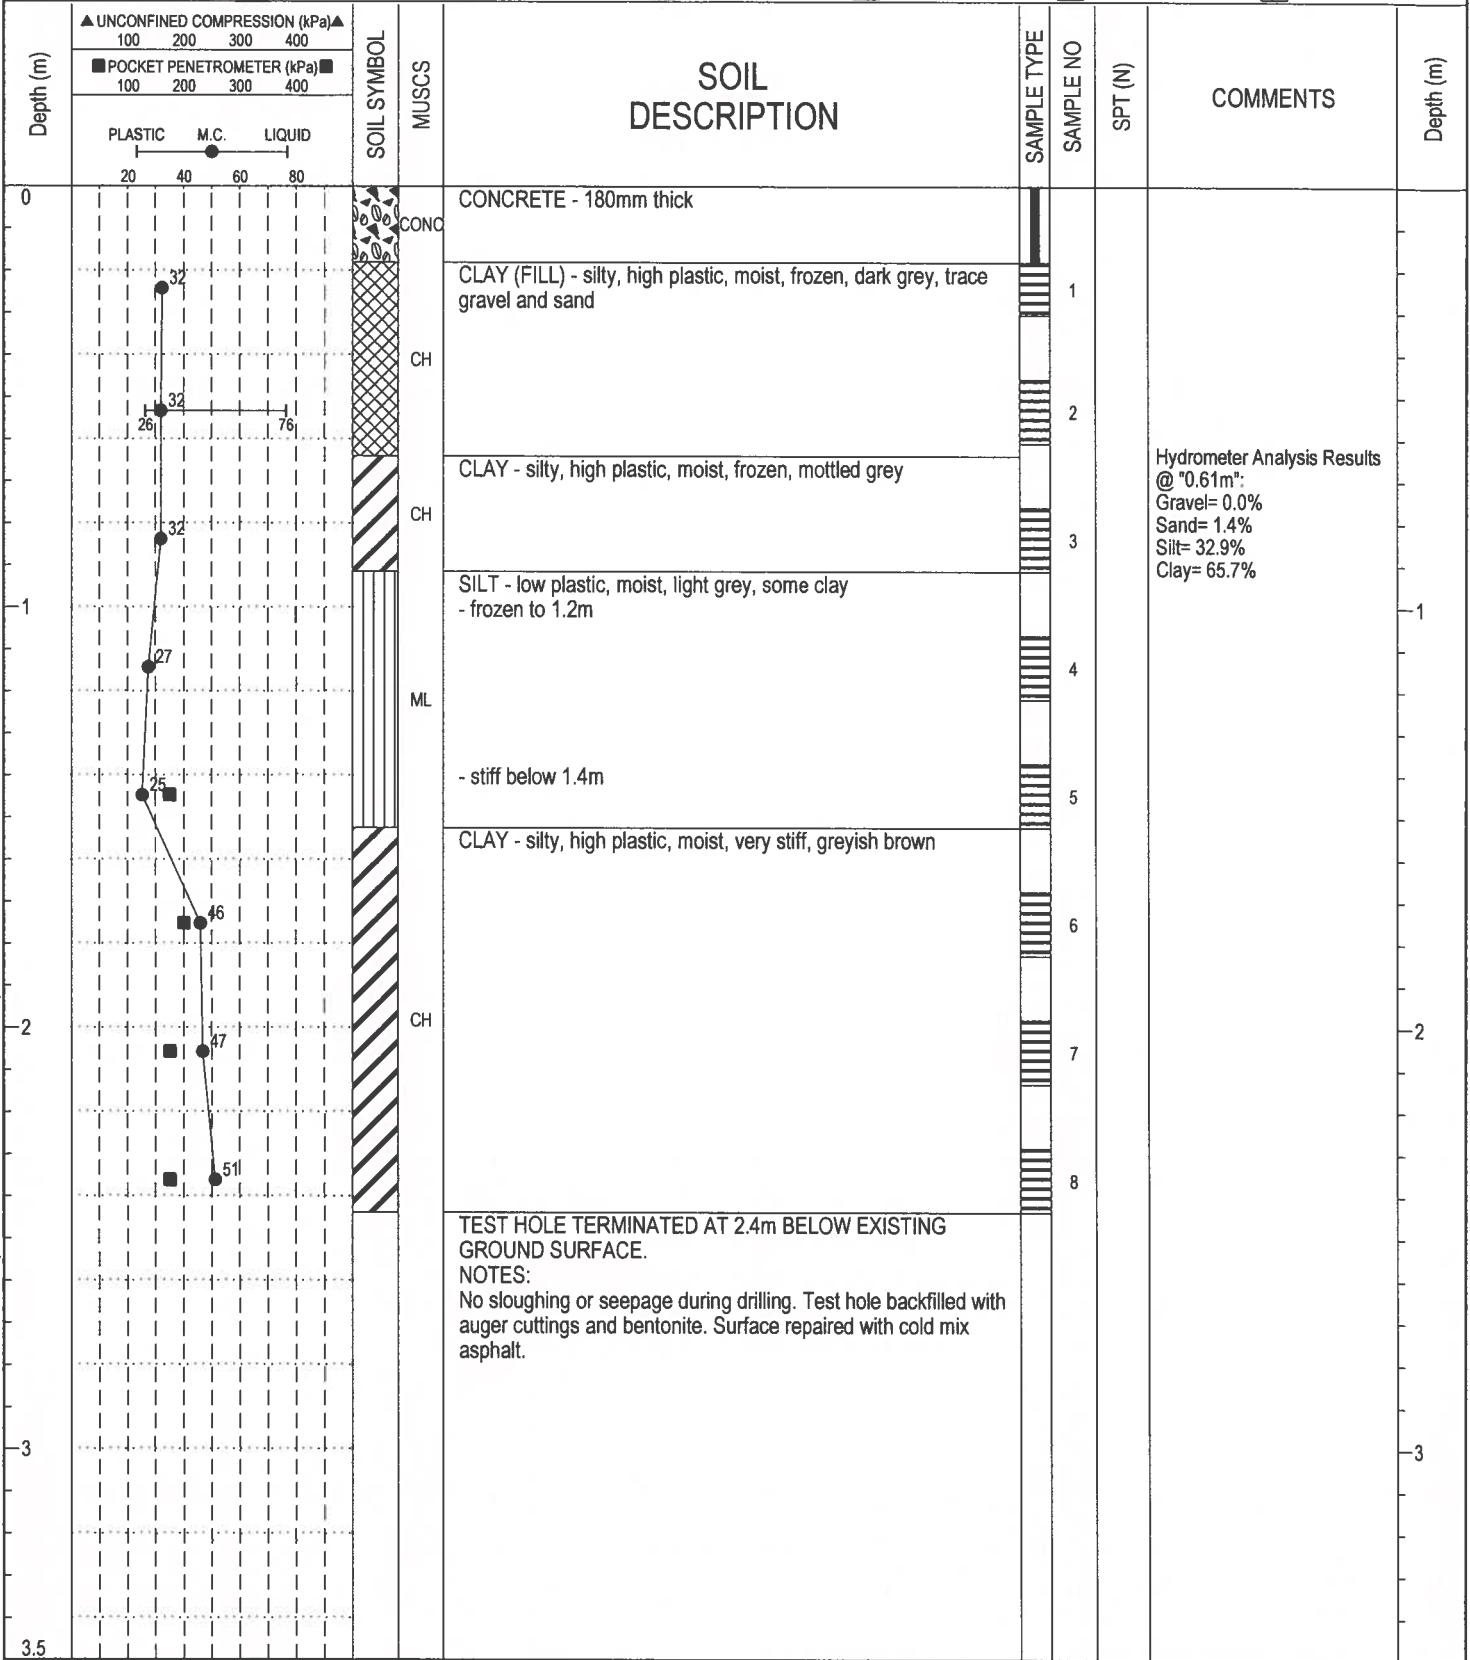 ▲ UNCONFINED COMPRESSION (kPa) ▲
100 200 300 400
■ POCKET PENETROMETER (kPa) ■
100 200 300 400
PLASTIC M.C. LIQUID
20 40 60 80
Depth (m)
SOIL SYMBOL
MUSCS
SOIL
DESCRIPTION
SAMPLE TYPE
SAMPLE NO
SPT (N)
COMMENTS
Depth (m)
0
CONC
CONCRETE - 180mm thick
32
CH
CLAY (FILL) - silty, high plastic, moist, frozen, dark grey, trace
gravel and sand
1
32
26
76
2
CH
CLAY - silty, high plastic, moist, frozen, mottled grey
Hydrometer Analysis Results
@ "0.61m":
Gravel= 0.0%
Sand= 1.4%
Silt= 32.9%
Clay= 65.7%
32
3
SILT - low plastic, moist, light grey, some clay
- frozen to 1.2m
1
1
27
4
ML
- stiff below 1.4m
25
5
CLAY - silty, high plastic, moist, very stiff, greyish brown
46
6
CH
2
2
47
7
51
8
TEST HOLE TERMINATED AT 2.4m BELOW EXISTING
GROUND SURFACE.
NOTES:
No sloughing or seepage during drilling. Test hole backfilled with
auger cuttings and bentonite. Surface repaired with cold mix
asphalt.
3
3
3.5